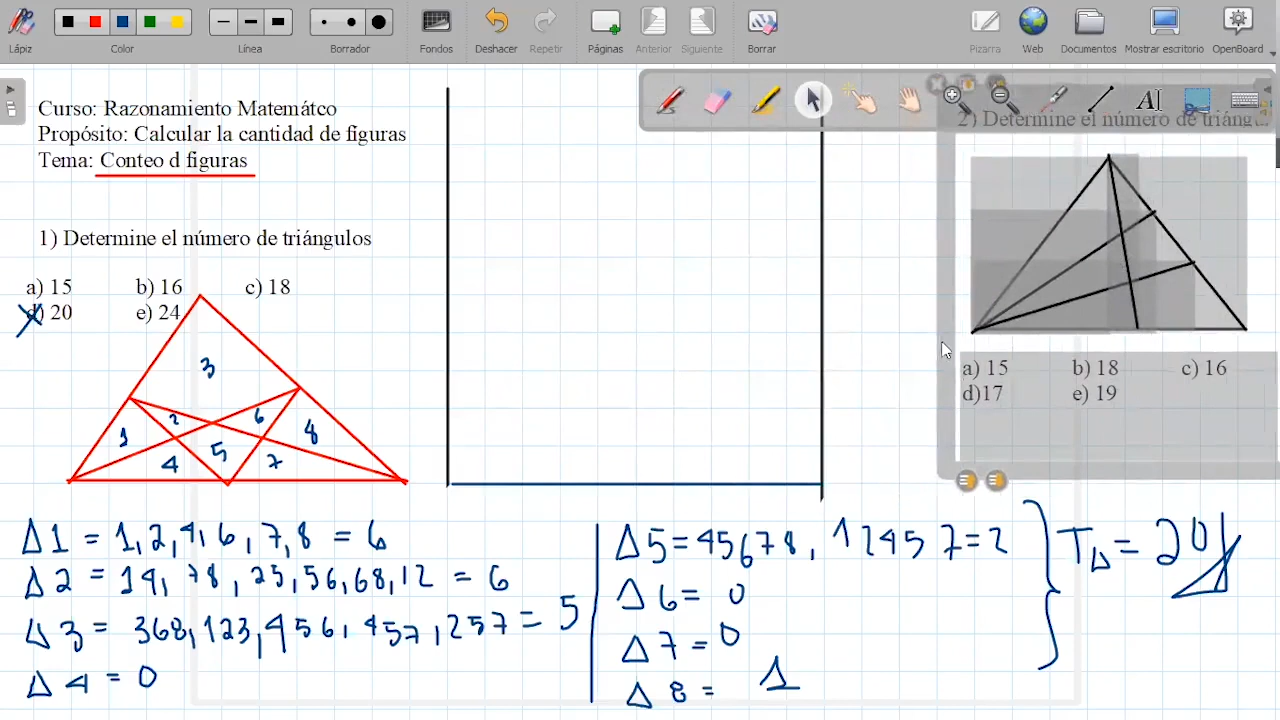 Lápiz
Color
Línea
Borrador
Fondos
Deshacer
Repetir
Páginas
Anterior
Siguiente
Borrar
Pizarra
Web
Documentos
Mostrar escritorio
OpenBoard
Curso: Razonamiento Matemátco
Propósito: Calcular la cantidad de figuras
Tema: Conteo d figuras
1) Determine el número de triángulos
a) 15 b) 16 c) 18
d) 20 e) 24
3
1 2 6 8
4 5 7
2) Determine el número de triángu...
a) 15 b) 18 c) 16
d)17 e) 19
Δ1 = 1,2,4,6,7,8 = 6
Δ2 = 14, 78, 25, 56, 68, 12 = 6
Δ3 = 368, 123, 456, 457, 257 = 5
Δ4 = 0
Δ5=45678, 12457=2
Δ6= 0
Δ7 = 0
Δ8 = 1
TΔ= 20